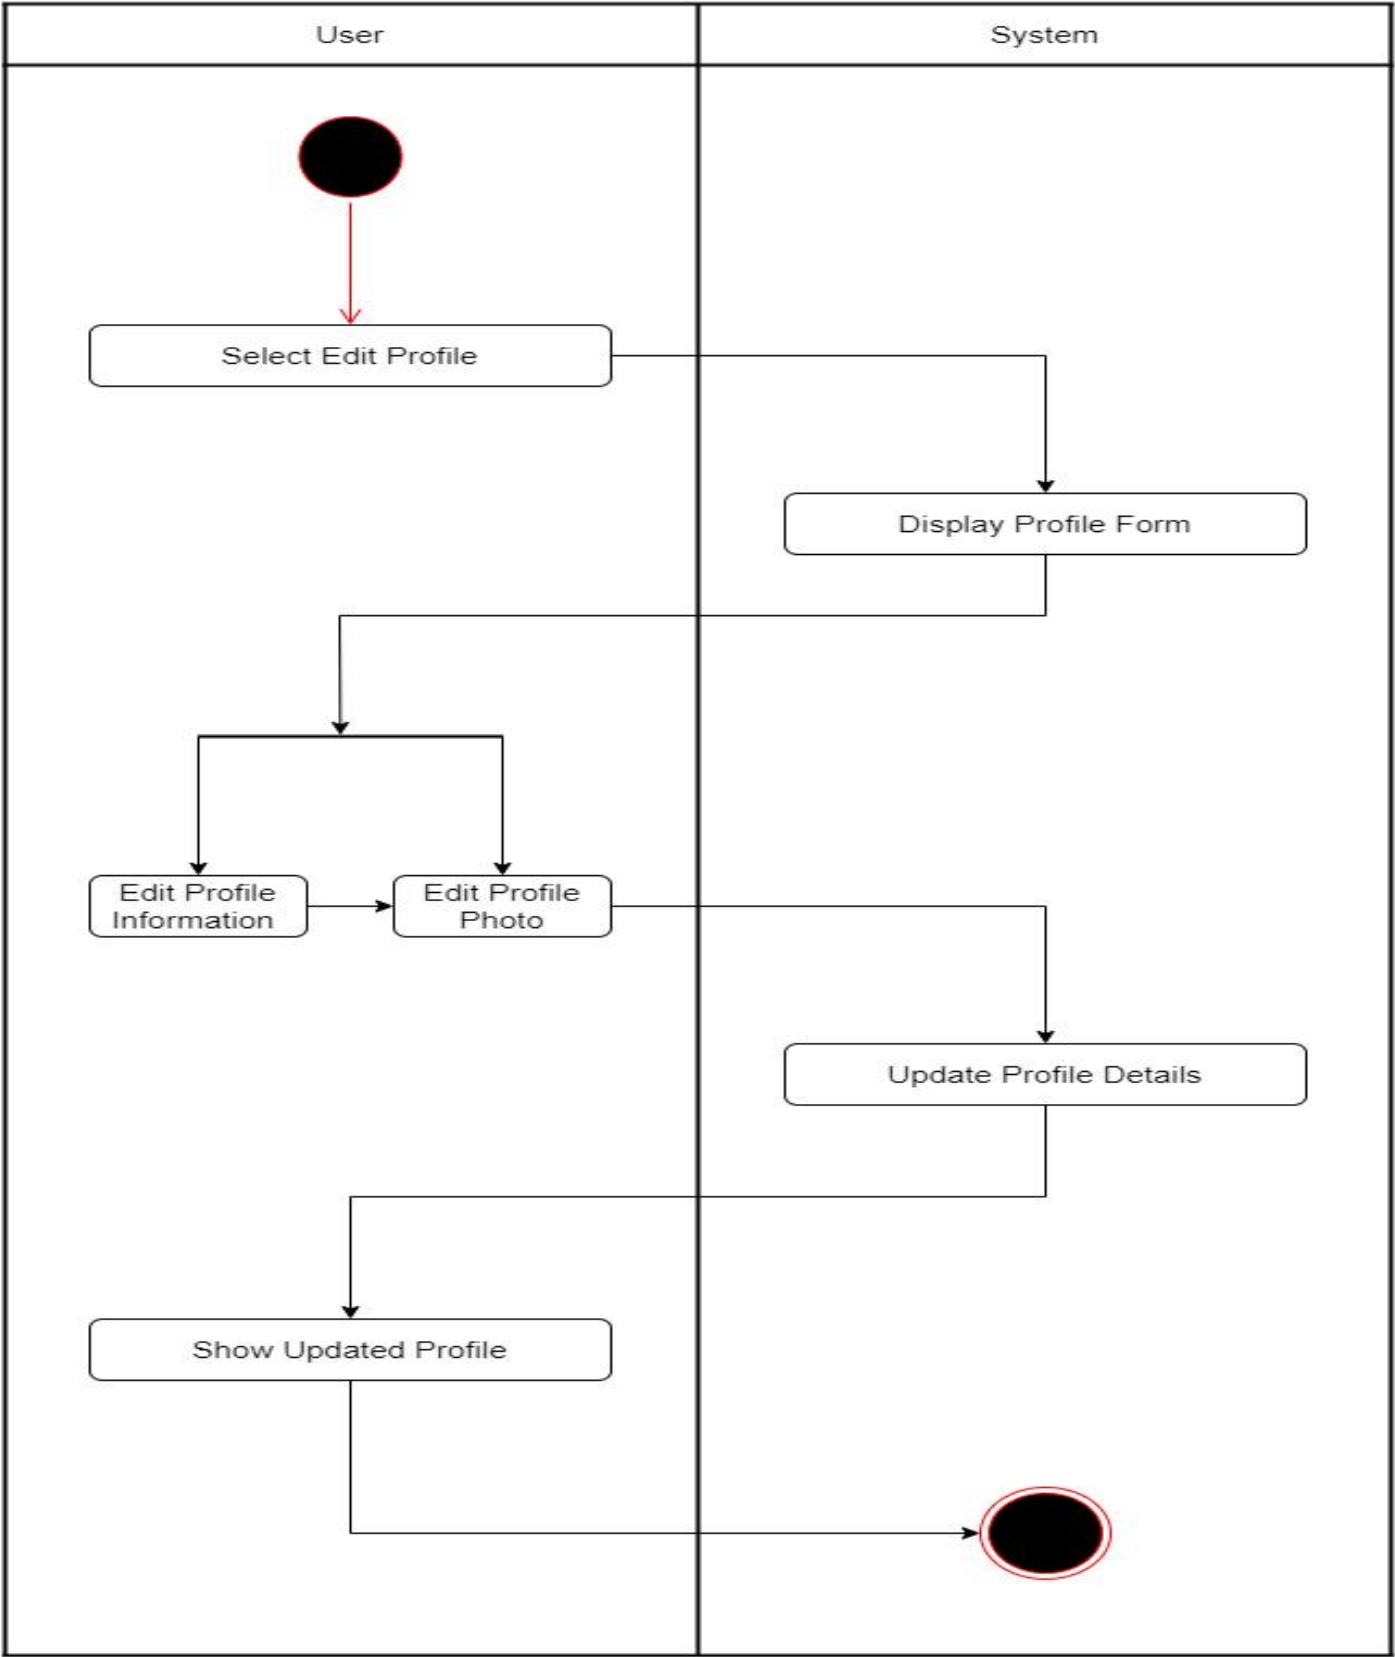 User
System
Select Edit Profile
Display Profile Form
Edit Profile
Information
Edit Profile
Photo
Update Profile Details
Show Updated Profile